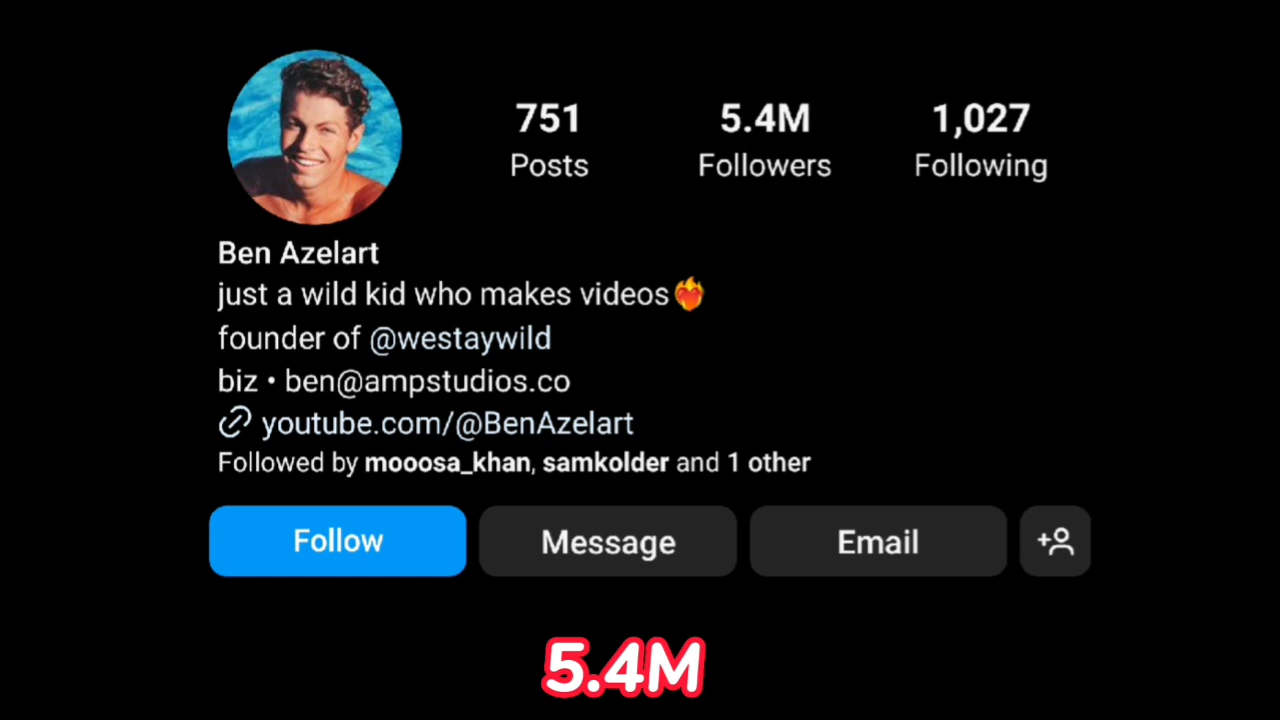 751 5.4M 1,027
Posts Followers Following
Ben Azelart
just a wild kid who makes videos❤️‍🔥
founder of @westaywild
biz • ben@ampstudios.co
youtube.com/@BenAzelart
Followed by mooosa_khan, samkolder and 1 other
Follow Message Email
5.4M